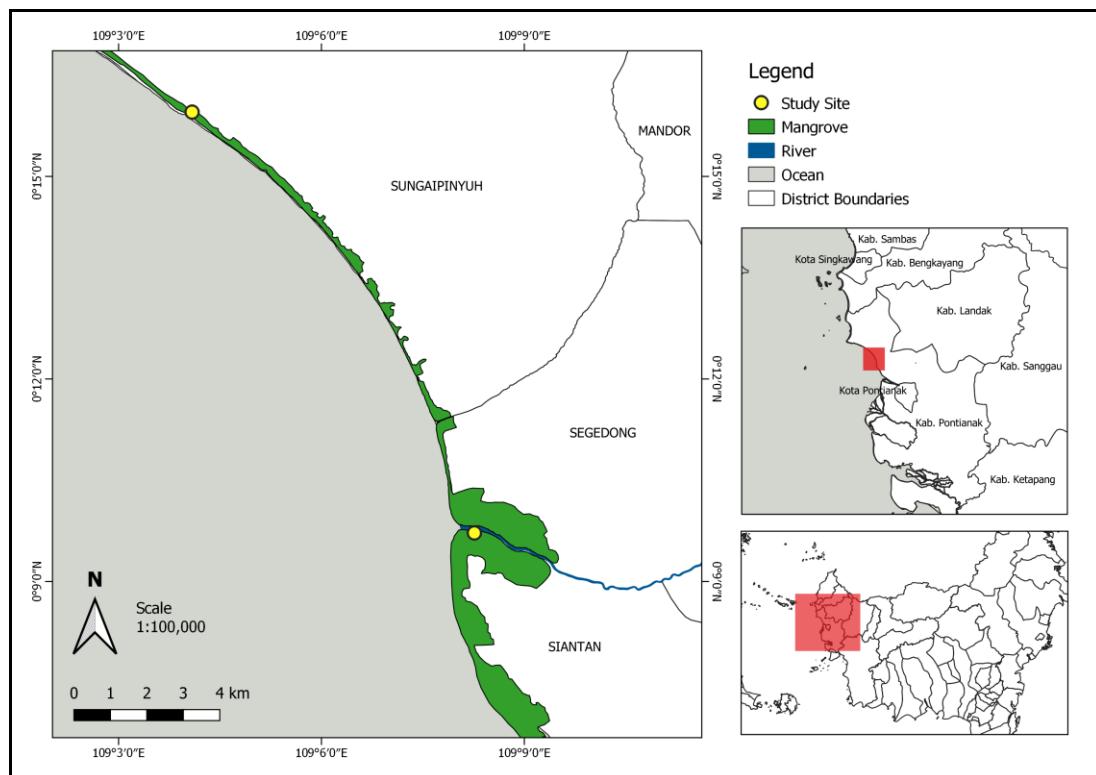 109°3'0"E 109°6'0"E 109°9'0"E
0°15'0"N
0°12'0"N
0°9'0"N
MANDOR
SUNGAIPINYUH
SEGEDONG
SIANTAN
N
Scale
1:100,000
0 1 2 3 4 km
0°15'0"N
0°12'0"N
0°9'0"N
109°3'0"E 109°6'0"E 109°9'0"E
Legend
Study Site
Mangrove
River
Ocean
District Boundaries
Kab. Sambas
Kota Singkawang
Kab. Bengkayang
Kab. Landak
Kab. Sanggau
Kota Pontianak
Kab. Pontianak
Kab. Ketapang